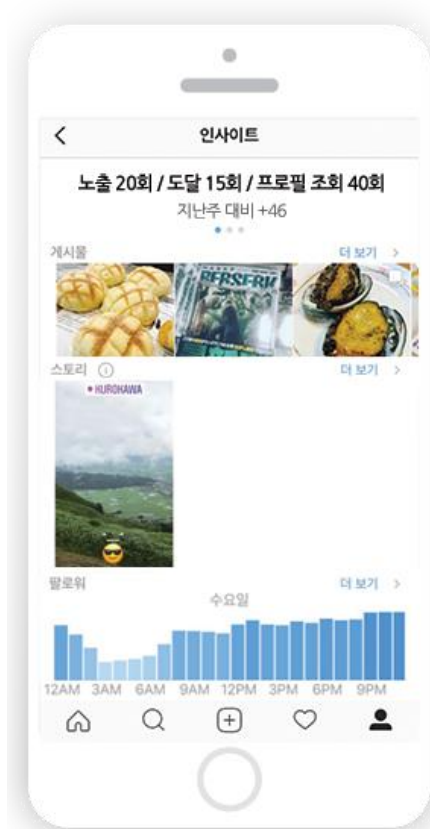 인사이트
노출 20회 / 도달 15회 / 프로필 조회 40회
지난주 대비 +46
게시물 더 보기 >
BERSERK
스토리 ⓘ 더 보기 >
KUROKAWA
팔로워 더 보기 >
수요일
12AM 3AM 6AM 9AM 12PM 3PM 6PM 9PM